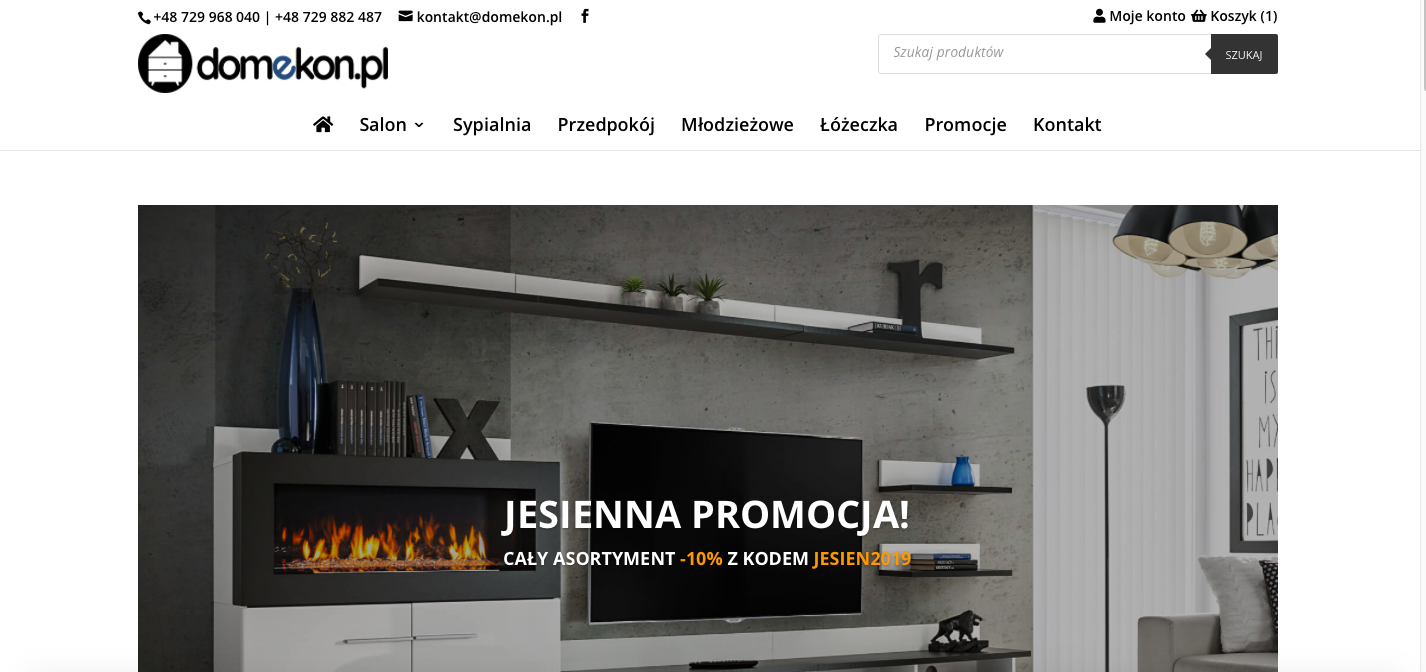 +48 729 968 040 | +48 729 882 487 kontakt@domekon.pl
Moje konto Koszyk (1)
domekon.pl
Szukaj produktów
SZUKAJ
Salon Sypialnia Przedpokój Młodzieżowe Łóżeczka Promocje Kontakt
r
x
THI
IS
MY
HAPP
PLAC
JESIENNA PROMOCJA!
CAŁY ASORTYMENT -10% Z KODEM JESIEN2019